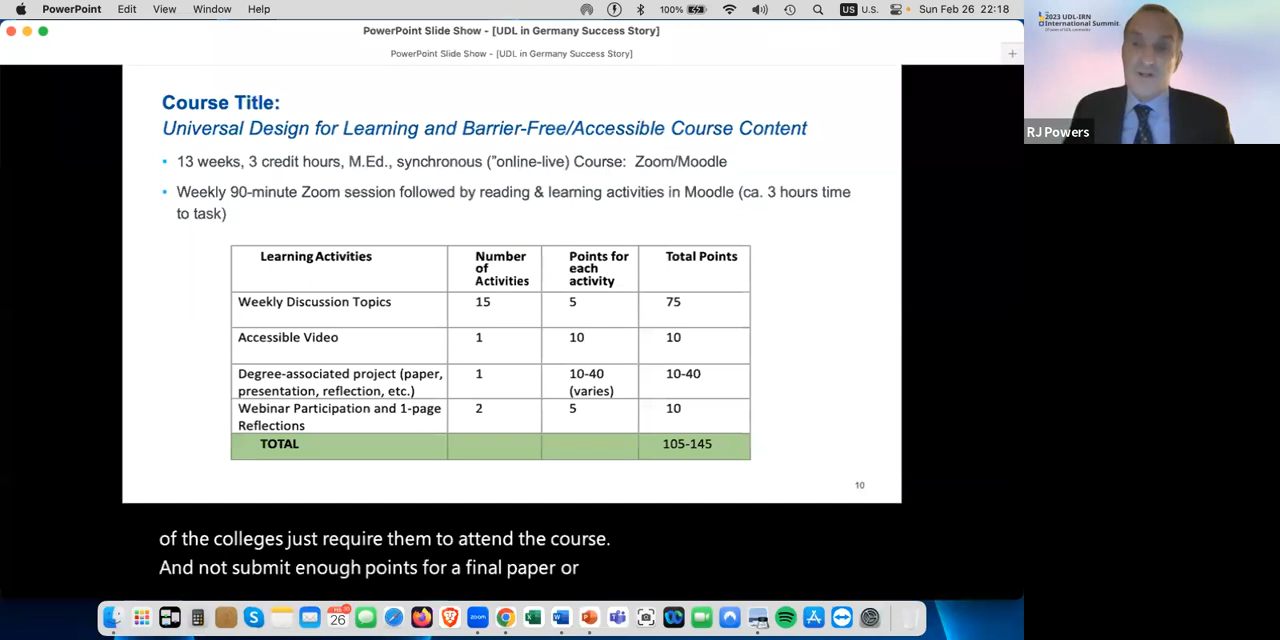 PowerPoint Edit View Window Help 100% US U.S. Sun Feb 26 22:18
PowerPoint Slide Show - [UDL in Germany Success Story]
PowerPoint Slide Show - [UDL in Germany Success Story]
2023 UDL-IRN
International Summit
RJ Powers
Course Title:
Universal Design for Learning and Barrier-Free/Accessible Course Content
• 13 weeks, 3 credit hours, M.Ed., synchronous ("online-live) Course: Zoom/Moodle
• Weekly 90-minute Zoom session followed by reading & learning activities in Moodle (ca. 3 hours time
to task)
Learning Activities Number of Activities Points for each activity Total Points
Weekly Discussion Topics 15 5 75
Accessible Video 1 10 10
Degree-associated project (paper, presentation, reflection, etc.) 1 10-40 (varies) 10-40
Webinar Participation and 1-page Reflections 2 5 10
TOTAL 105-145
10
of the colleges just require them to attend the course.
And not submit enough points for a final paper or
26
zoom